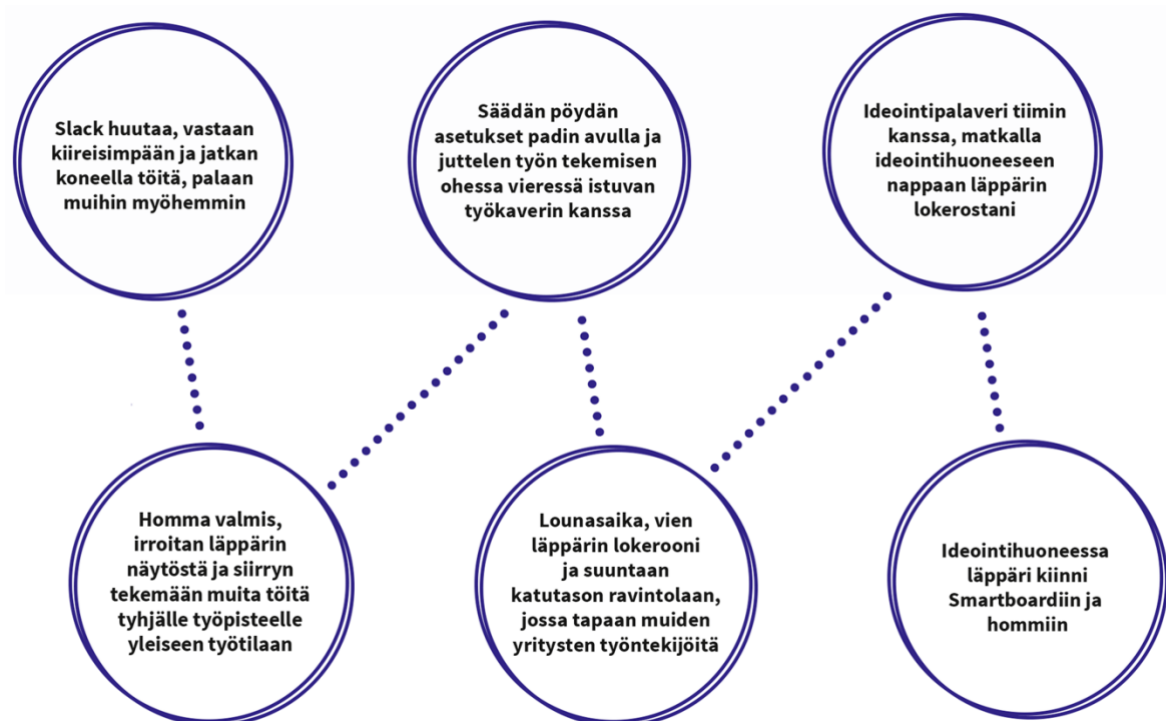 Slack huutaa, vastaan
kiireisimpään ja jatkan
koneella töitä, palaan
muihin myöhemmin
Homma valmis,
irroitan läppärin
näytöstä ja siirryn
tekemään muita töitä
tyhjälle työpisteelle
yleiseen työtilaan
Säädän pöydän
asetukset padin avulla ja
juttelen työn tekemisen
ohessa vieressä istuvan
työkaverin kanssa
Lounasaika, vien
läppärin lokerooni
ja suuntaan
katutason ravintolaan,
jossa tapaan muiden
yritysten työntekijöitä
Ideointipalaveri tiimin
kanssa, matkalla
ideointihuoneeseen
nappaan läppärin
lokerostani
Ideointihuoneessa
läppäri kiinni
Smartboardiin ja
hommiin